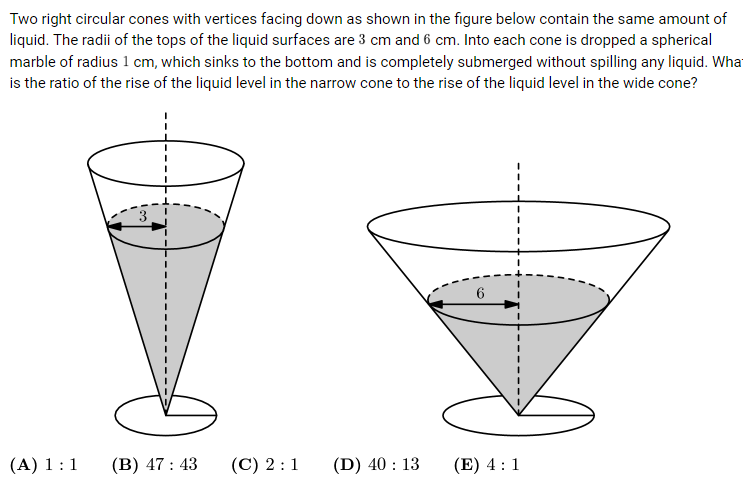 Two right circular cones with vertices facing down as shown in the figure below contain the same amount of
liquid. The radii of the tops of the liquid surfaces are 3 cm and 6 cm. Into each cone is dropped a spherical
marble of radius 1 cm, which sinks to the bottom and is completely submerged without spilling any liquid. Wha
is the ratio of the rise of the liquid level in the narrow cone to the rise of the liquid level in the wide cone?
3
6
(A) 1 : 1 (B) 47 : 43 (C) 2 : 1 (D) 40 : 13 (E) 4 : 1